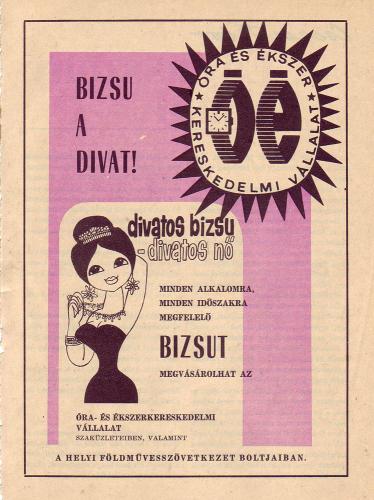 BIZSU
A
DIVAT!
ÓRA ÉS ÉKSZER
KERESKEDELMI VÁLLALAT
ÓÉ
divatos bizsu
-divatos nő
MINDEN ALKALOMRA,
MINDEN IDŐSZAKRA
MEGFELELŐ
BIZSUT
MEGVÁSÁROLHAT AZ
ÓRA- ÉS ÉKSZERKERESKEDELMI
VÁLLALAT
SZAKÜZLETEIBEN, VALAMINT
A HELYI FÖLDMŰVESSZÖVETKEZET BOLTJAIBAN.